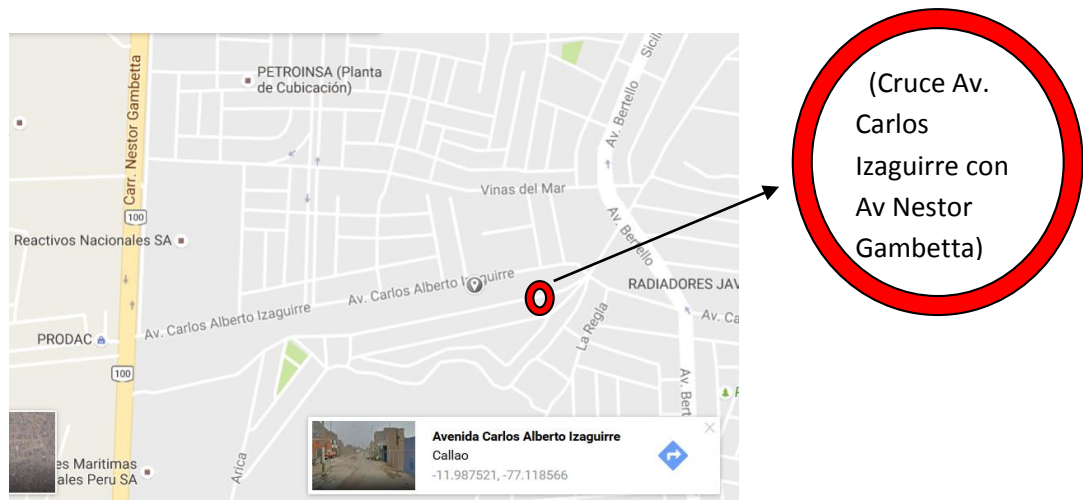 PETROINSA (Planta
de Cubicación)
Carr. Nestor Gambetta
Av. Bertello
Vinas del Mar
100
Av. Bertello
Reactivos Nacionales SA
Av. Carlos Alberto Izaguirre
RADIADORES JAV
Av. Carlos Alberto Izaguirre
La Regla
Av. Ca
PRODAC
100
Av. Bert
Arica
es Maritimas
ales Peru SA
Avenida Carlos Alberto Izaguirre
Callao
-11.987521, -77.118566
(Cruce Av.
Carlos
Izaguirre con
Av Nestor
Gambetta)